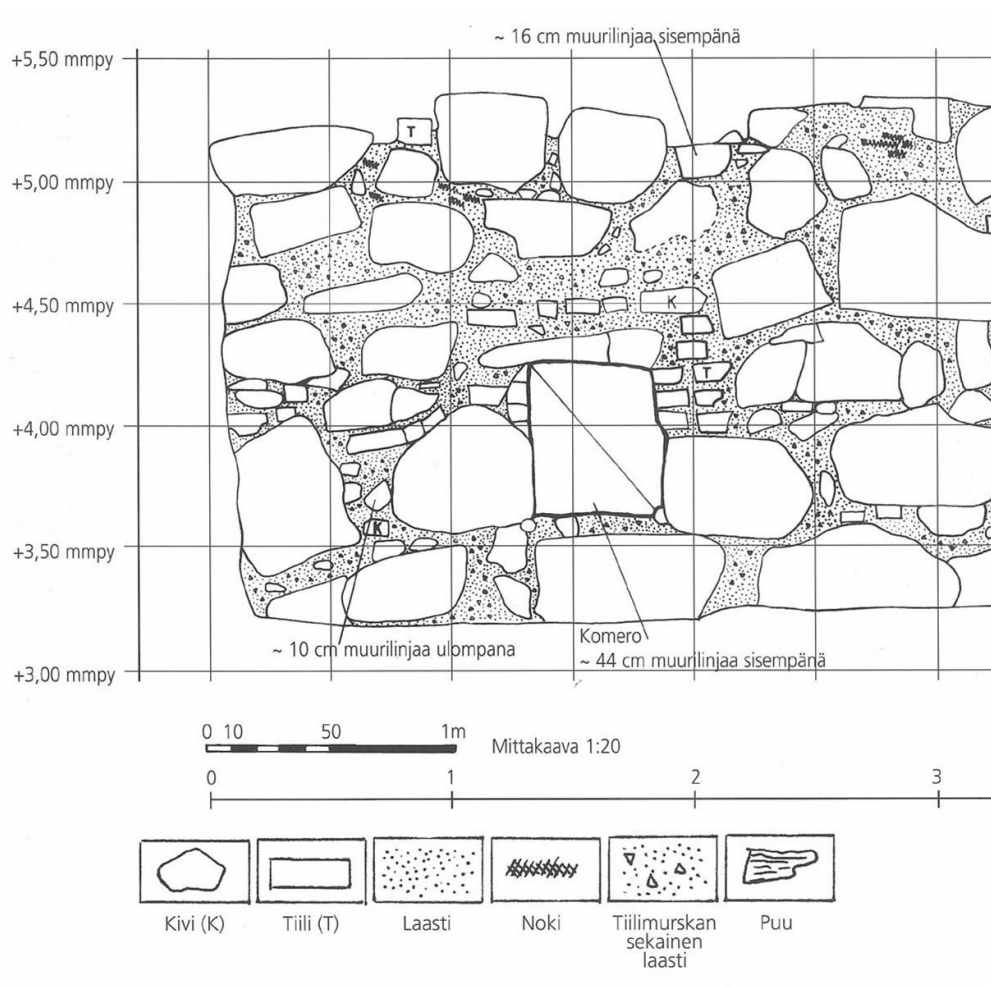 ~ 16 cm muurilinjaa sisempänä
+5,50 mmpy
T
+5,00 mmpy
+4,50 mmpy
K
T
+4,00 mmpy
K
+3,50 mmpy
Komero
~ 10 cm muurilinjaa ulompana
~ 44 cm muurilinjaa sisempänä
+3,00 mmpy
0 10 50 1m
Mittakaava 1:20
0 1 2 3
Kivi (K)
Tiili (T)
Laasti
Noki
Tiilimurskan
sekainen
laasti
Puu